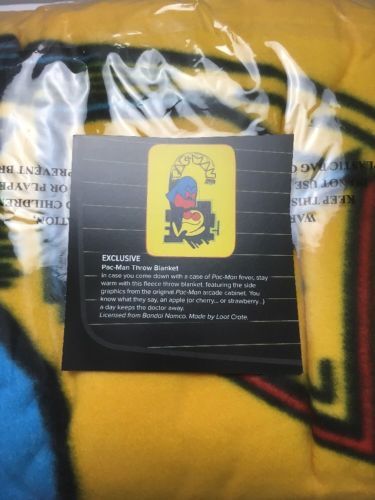 PAC-MAN
EXCLUSIVE
Pac-Man Throw Blanket
In case you come down with a case of Pac-Man fever, stay
warm with this fleece throw blanket, featuring the side
graphics from the original Pac-Man arcade cabinet. You
know what they say, an apple (or cherry... or strawberry...)
a day keeps the doctor away.
Licensed from Bandai Namco. Made by Loot Crate.